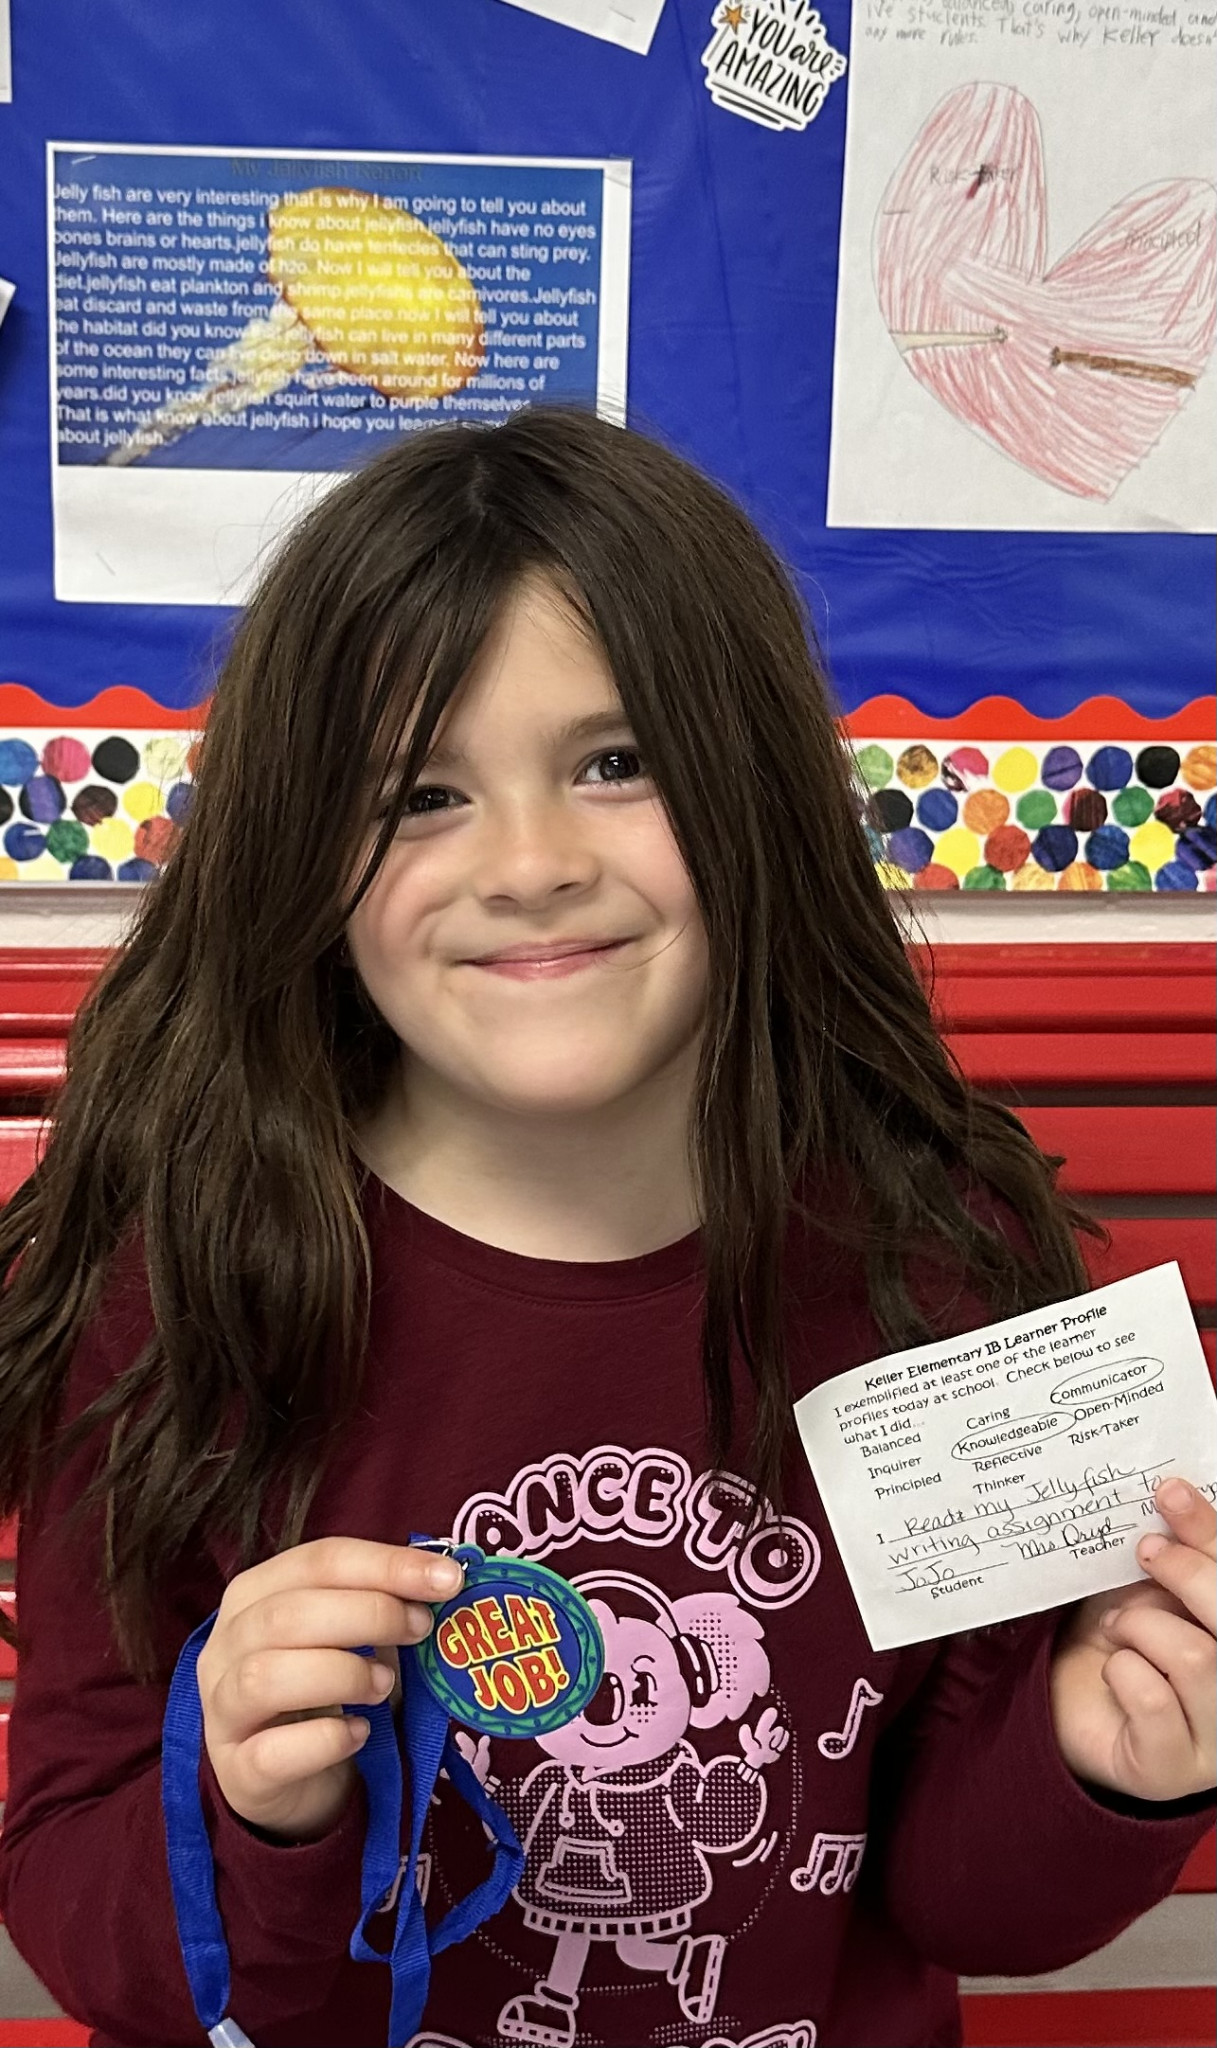 YOU are
AMAZING
caring, open-minded and
ive students. That's why Keller doesn't
any more rules.
Risk-taker
Principled
My Jellyfish Report
Jelly fish are very interesting that is why I am going to tell you about
them. Here are the things i know about jellyfish.jellyfish have no eyes
bones brains or hearts.jellyfish do have tentecles that can sting prey.
Jellyfish are mostly made of h2o. Now I will tell you about the
diet.jellyfish eat plankton and shrimp.jellyfishs are carnivores.Jellyfish
eat discard and waste from the same place.now I will tell you about
the habitat did you know that jellyfish can live in many different parts
of the ocean they can live deep down in salt water. Now here are
some interesting facts.jellyfish have been around for millions of
years.did you know jellyfish squirt water to purple themselves
That is what know about jellyfish i hope you learned
about jellyfish.
Keller Elementary IB Learner Profile
I exemplified at least one of the learner
profiles today at school. Check below to see
what I did...
Balanced Caring Communicator
Inquirer Knowledgeable Open-Minded
Principled Reflective Risk-Taker
Thinker
I Read my Jellyfish
writing assignment to
JoJo Mrs.
Student Teacher
GREAT
JOB!
DANCE TO